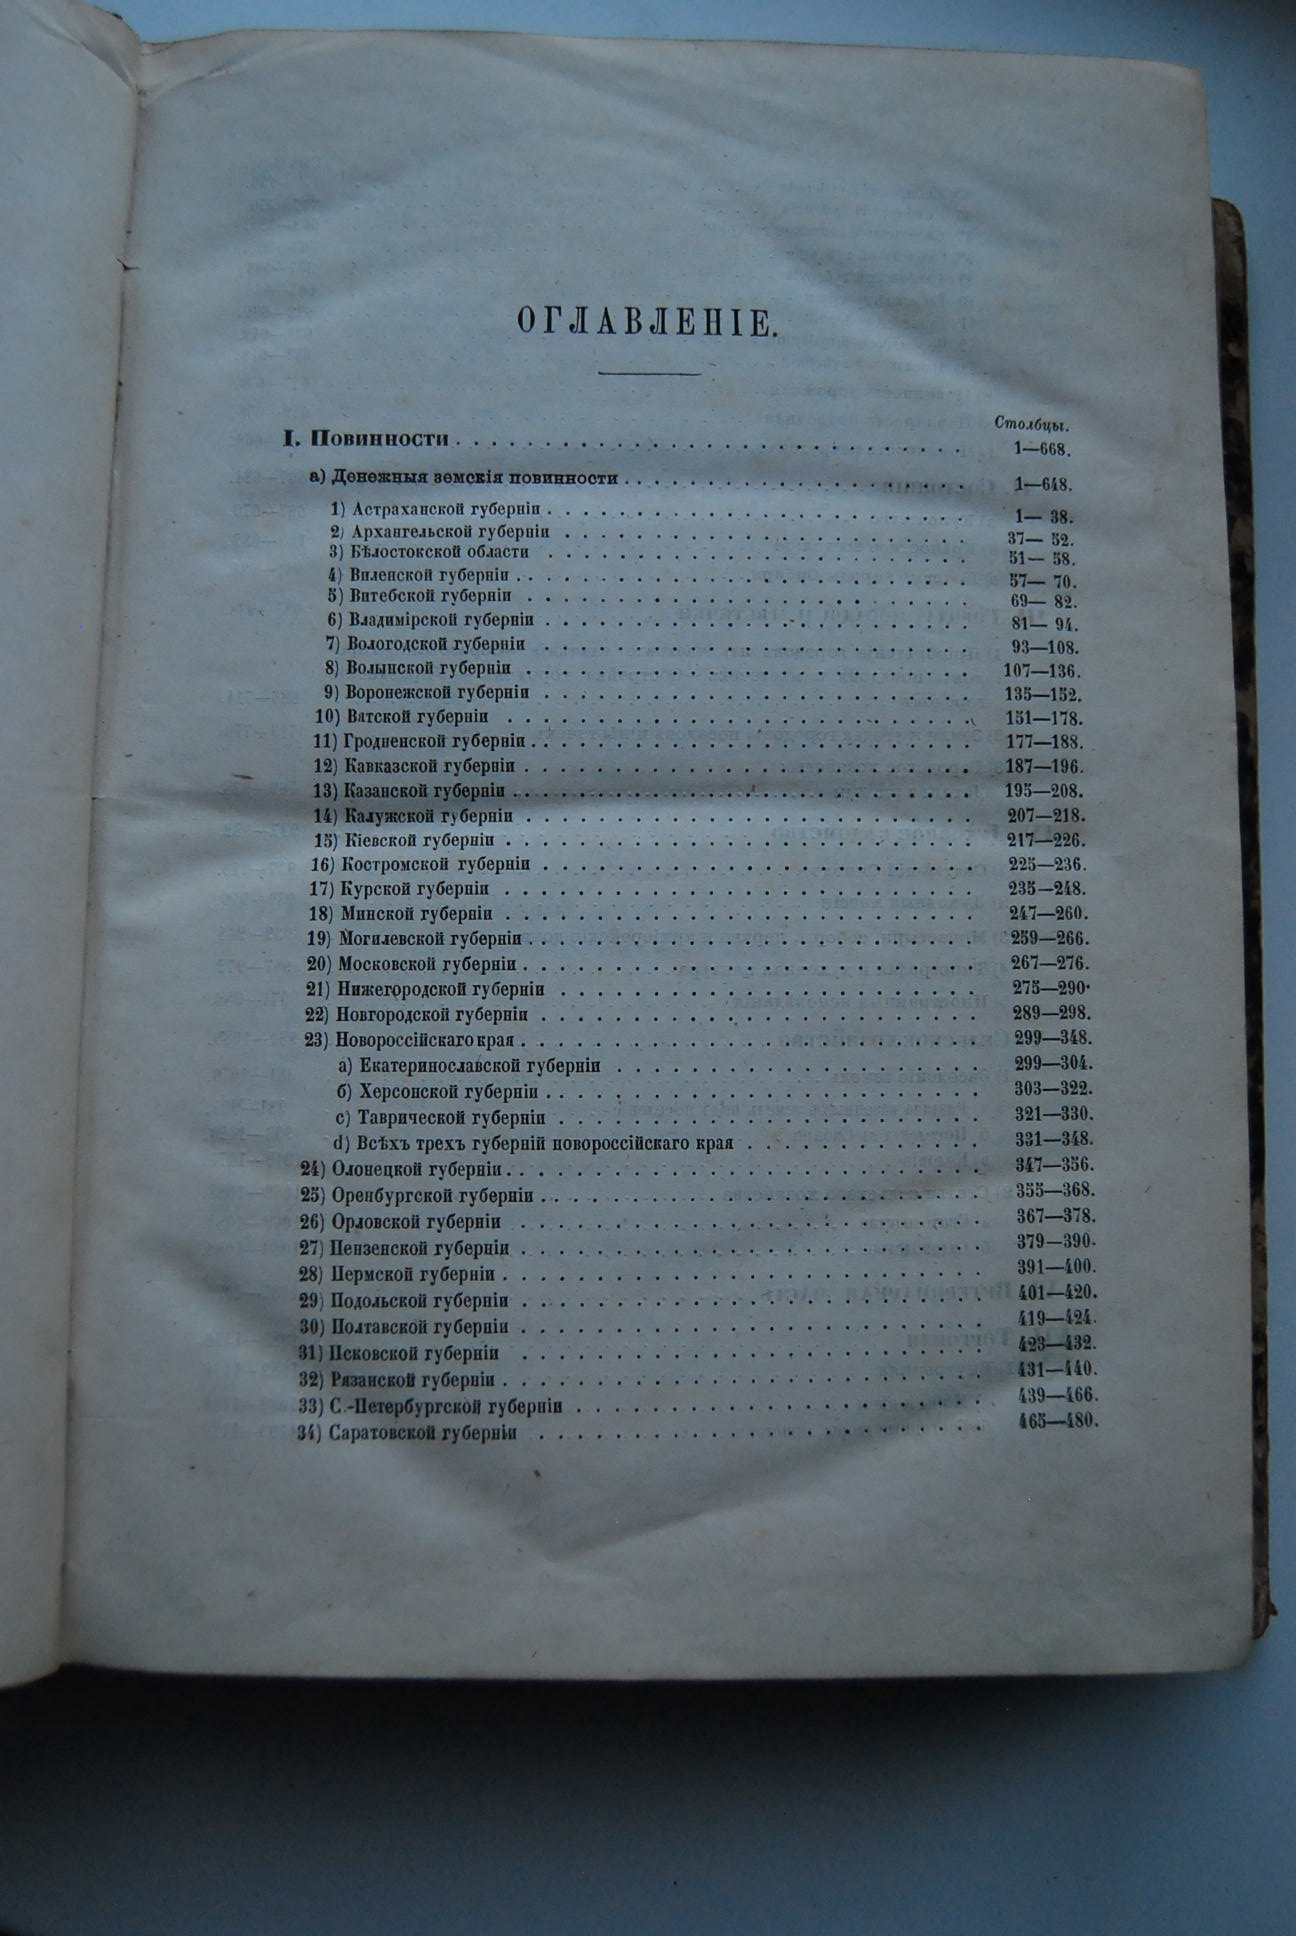 ОГЛАВЛЕНІЕ.
Столбцы.
I. Повинности . . . . . . . . . . 1—668.
а) Денежныя земскія повинности . . . . . . . . . . 1—648.
1) Астраханской губерніи . . . . . . . . . . 1— 38.
2) Архангельской губерніи . . . . . . . . . . 37— 52.
3) Бѣлостокской области . . . . . . . . . . 51— 58.
4) Виленской губерніи . . . . . . . . . . 57— 70.
5) Витебской губерніи . . . . . . . . . . 69— 82.
6) Владимірской губерніи . . . . . . . . . . 81— 94.
7) Вологодской губерніи . . . . . . . . . . 93—108.
8) Волынской губерніи . . . . . . . . . . 107—136.
9) Воронежской губерніи . . . . . . . . . . 135—152.
10) Вятской губерніи . . . . . . . . . . 151—178.
11) Гродненской губерніи . . . . . . . . . . 177—188.
12) Кавказской губерніи . . . . . . . . . . 187—196.
13) Казанской губерніи . . . . . . . . . . 195—208.
14) Калужской губерніи . . . . . . . . . . 207—218.
15) Кіевской губерніи . . . . . . . . . . 217—226.
16) Костромской губерніи . . . . . . . . . . 225—236.
17) Курской губерніи . . . . . . . . . . 235—248.
18) Минской губерніи . . . . . . . . . . 247—260.
19) Могилевской губерніи . . . . . . . . . . 259—266.
20) Московской губерніи . . . . . . . . . . 267—276.
21) Нижегородской губерніи . . . . . . . . . . 275—290.
22) Новгородской губерніи . . . . . . . . . . 289—298.
23) Новороссійскаго края . . . . . . . . . . 299—348.
а) Екатеринославской губерніи . . . . . . . . . . 299—304.
б) Херсонской губерніи . . . . . . . . . . 303—322.
с) Таврической губерніи . . . . . . . . . . 321—330.
d) Всѣхъ трехъ губерній новороссійскаго края . . . . . . . . . . 331—348.
24) Олонецкой губерніи . . . . . . . . . . 347—356.
25) Оренбургской губерніи . . . . . . . . . . 355—368.
26) Орловской губерніи . . . . . . . . . . 367—378.
27) Пензенской губерніи . . . . . . . . . . 379—390.
28) Пермской губерніи . . . . . . . . . . 391—400.
29) Подольской губерніи . . . . . . . . . . 401—420.
30) Полтавской губерніи . . . . . . . . . . 419—424.
31) Псковской губерніи . . . . . . . . . . 423—432.
32) Рязанской губерніи . . . . . . . . . . 431—440.
33) С.-Петербургской губерніи . . . . . . . . . . 439—466.
34) Саратовской губерніи . . . . . . . . . . 465—480.